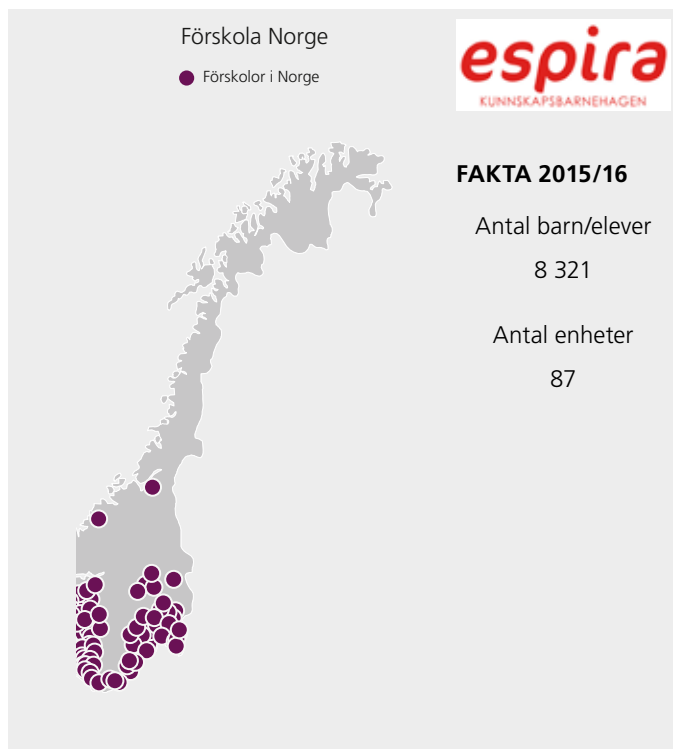 Förskola Norge
Förskolor i Norge
espira
KUNNSKAPSBARNEHAGEN
FAKTA 2015/16
Antal barn/elever
8 321
Antal enheter
87